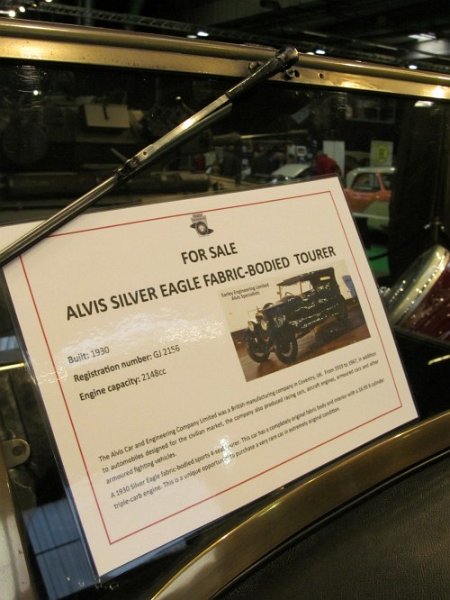 FOR SALE
ALVIS SILVER EAGLE FABRIC-BODIED TOURER
Earley Engineering Limited
Alvis Specialists
Built: 1930
Registration number: GJ 2156
Engine capacity: 2148cc
The Alvis Car and Engineering Company Limited was a British manufacturing company in Coventry, UK. From 1919 to 1967, in addition
to automobiles designed for the civilian market, the company also produced racing cars, aircraft engines, armoured cars and other
armoured fighting vehicles.
A 1930 Silver Eagle fabric-bodied sports 4-seat tourer. This car has a completely original fabric body and interior with a 16.95 6 cylinder
triple-carb engine. This is a unique opportunity to purchase a very rare car in extremely original condition.